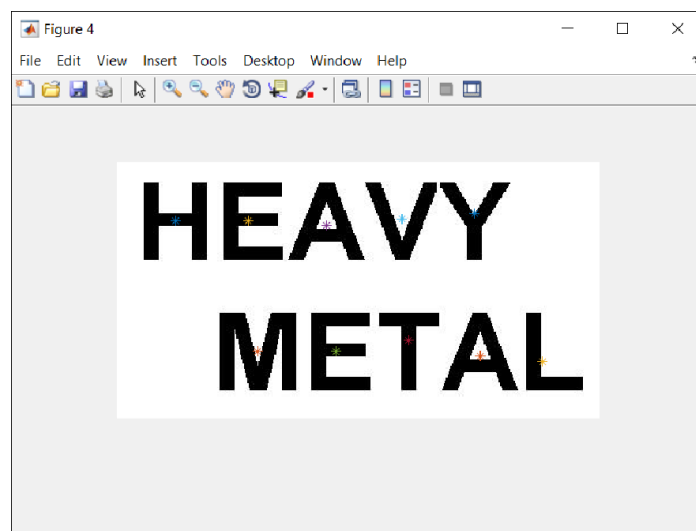 Figure 4
File Edit View Insert Tools Desktop Window Help
HEAVY
METAL